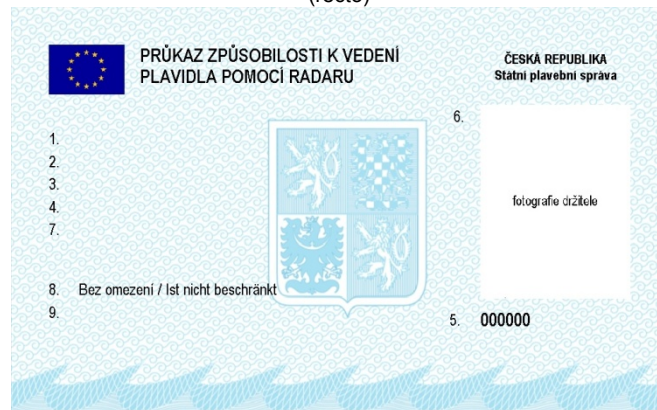 (recto)
PRŮKAZ ZPŮSOBILOSTI K VEDENÍ
PLAVIDLA POMOCÍ RADARU
ČESKÁ REPUBLIKA
Státní plavební správa
6.
1.
2.
3.
4.
7.
fotografie držitele
8. Bez omezení / Ist nicht beschränkt
9.
5. 000000